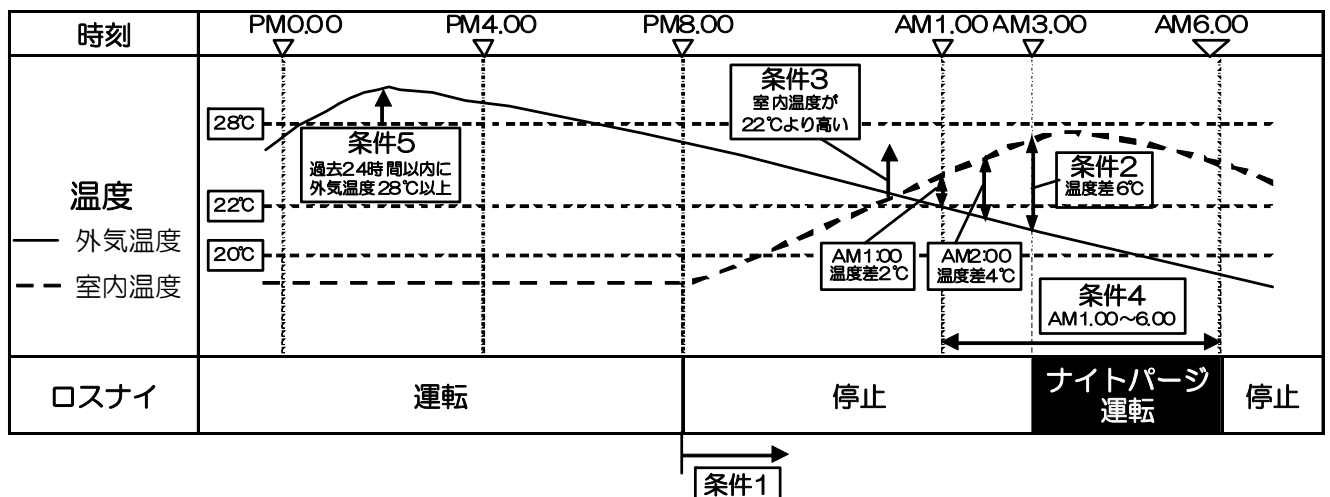 時刻
PM0.00
PM4.00
PM8.00
AM1.00
AM3.00
AM6.00
温度
外気温度
室内温度
28℃
22℃
20℃
条件5
過去24時間以内に
外気温度28℃以上
条件3
室内温度が
22℃より高い
条件2
温度差6℃
AM1:00
温度差2℃
AM2:00
温度差4℃
条件4
AM1.00～6.00
ロスナイ
運転
停止
ナイトパージ
運転
停止
条件1